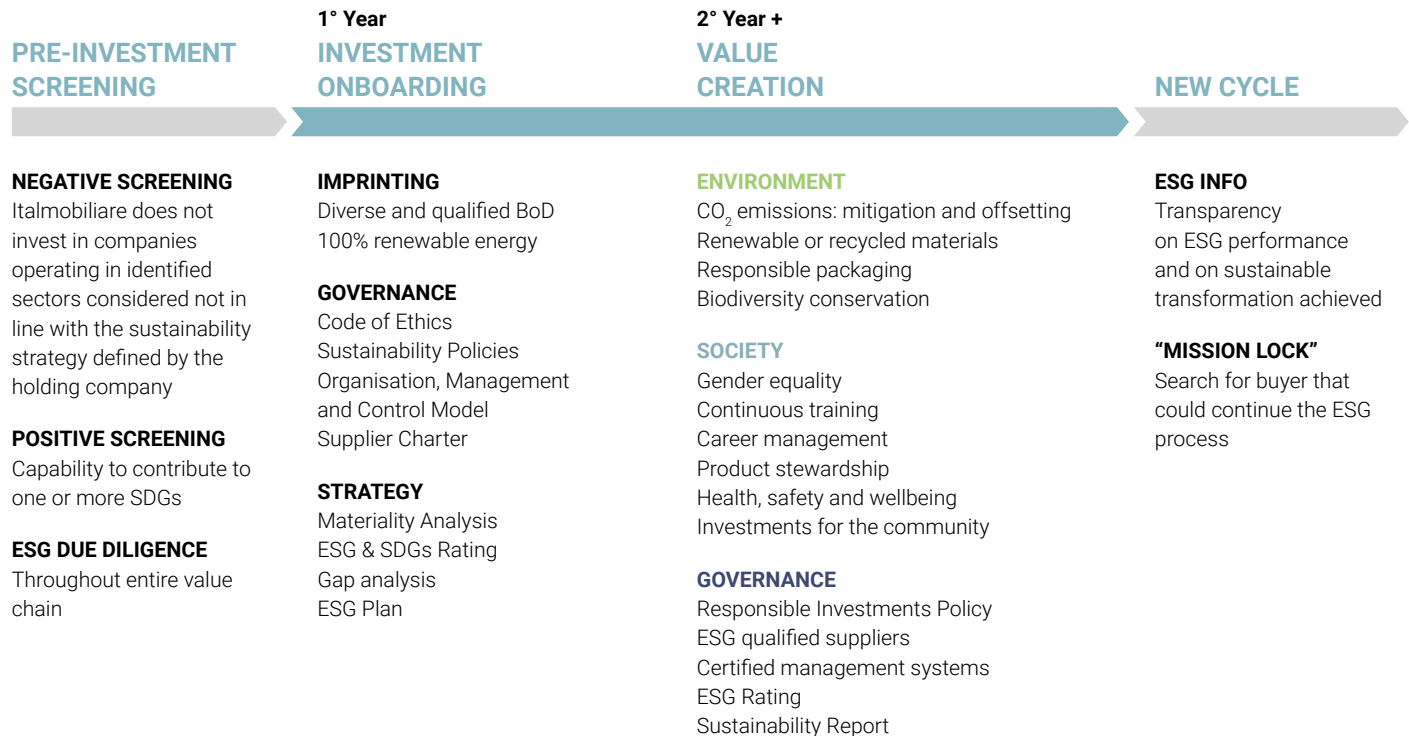 1° Year
2° Year +
PRE-INVESTMENT
SCREENING
INVESTMENT
ONBOARDING
VALUE
CREATION
NEW CYCLE
NEGATIVE SCREENING
Italmobiliare does not
invest in companies
operating in identified
sectors considered not in
line with the sustainability
strategy defined by the
holding company
POSITIVE SCREENING
Capability to contribute to
one or more SDGs
ESG DUE DILIGENCE
Throughout entire value
chain
IMPRINTING
Diverse and qualified BoD
100% renewable energy
GOVERNANCE
Code of Ethics
Sustainability Policies
Organisation, Management
and Control Model
Supplier Charter
STRATEGY
Materiality Analysis
ESG & SDGs Rating
Gap analysis
ESG Plan
ENVIRONMENT
CO₂ emissions: mitigation and offsetting
Renewable or recycled materials
Responsible packaging
Biodiversity conservation
SOCIETY
Gender equality
Continuous training
Career management
Product stewardship
Health, safety and wellbeing
Investments for the community
GOVERNANCE
Responsible Investments Policy
ESG qualified suppliers
Certified management systems
ESG Rating
Sustainability Report
ESG INFO
Transparency
on ESG performance
and on sustainable
transformation achieved
“MISSION LOCK”
Search for buyer that
could continue the ESG
process